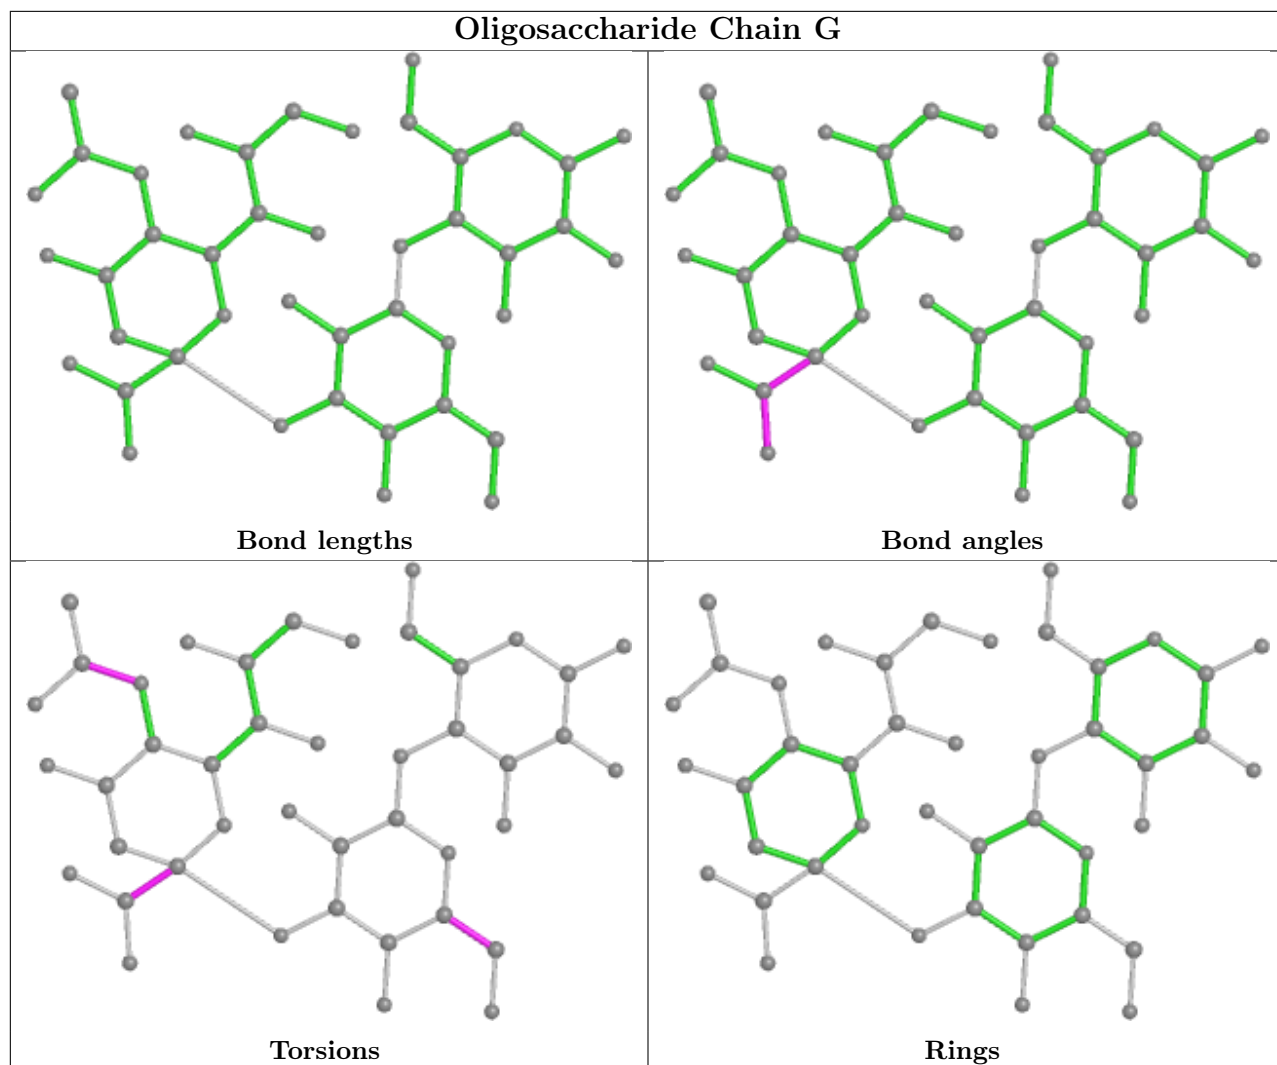 Oligosaccharide Chain G
Bond lengths
Bond angles
Torsions
Rings